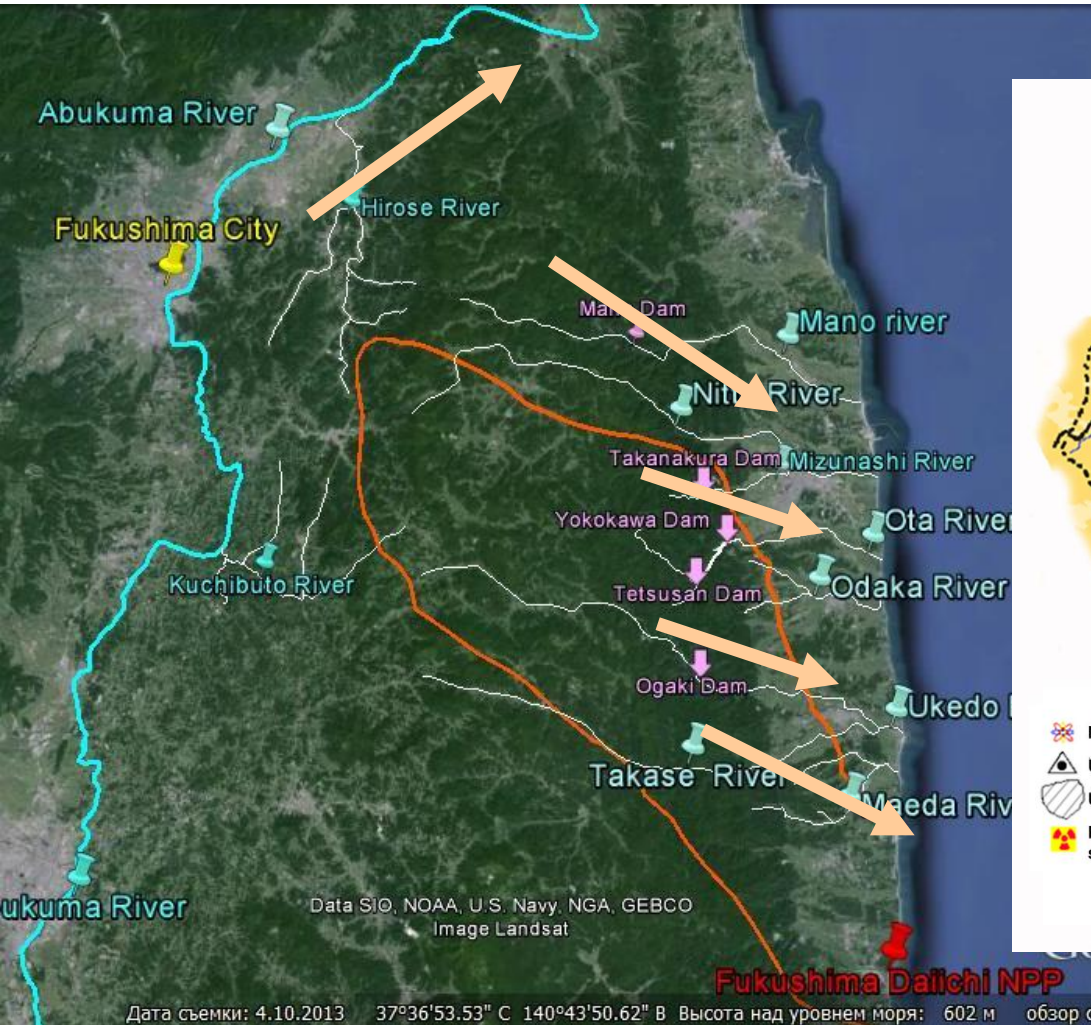 Abukuma River
Hirose River
Fukushima City
Dam
Mano river
River
Takanakura Dam
Mizunashi River
Yokokawa Dam
Ota River
Kuchibuto River
Tetsusan Dam
Odaka River
Ogaki Dam
Ukedo
Takase River
Maeda Riv
ukuma River
Data SIO, NOAA, U.S. Navy, NGA, GEBCO
Image Landsat
Fukushima Daiichi NPP
Дата съемки: 4.10.2013 37°36'53.53" С 140°43'50.62" В Высота над уровнем моря: 602 м обзор с